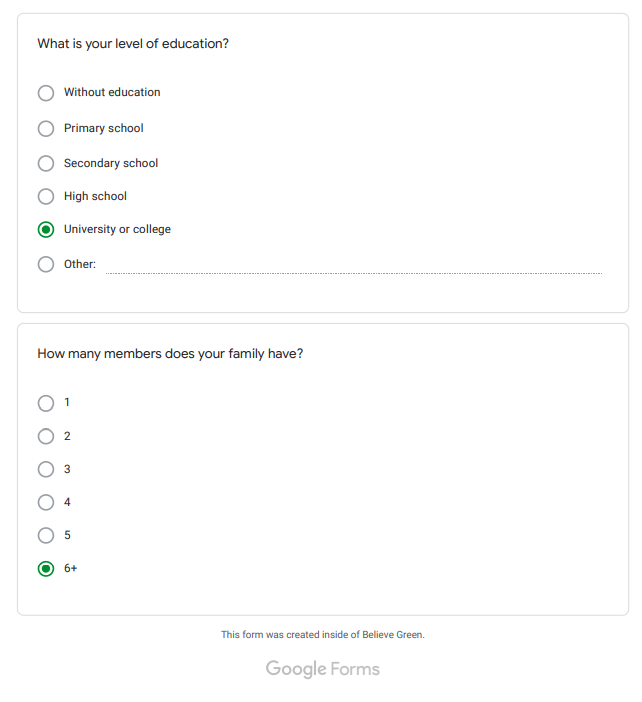 What is your level of education?
Without education
Primary school
Secondary school
High school
University or college
Other:
How many members does your family have?
1
2
3
4
5
6+
This form was created inside of Believe Green.
Google Forms